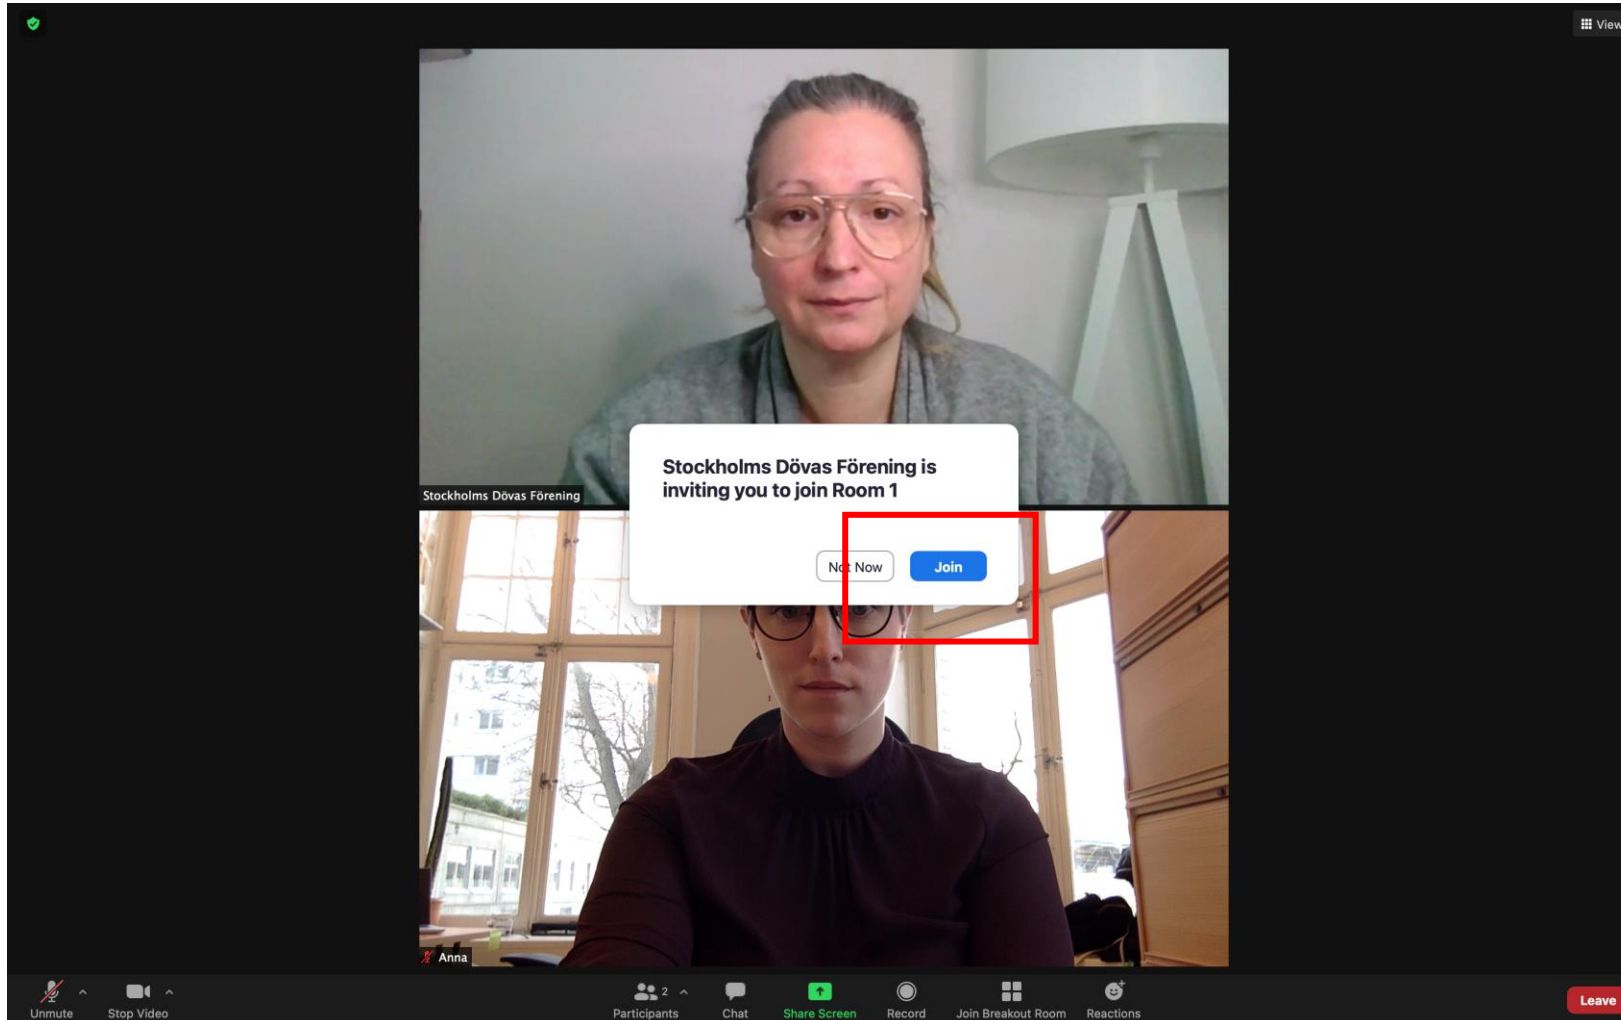 View
Stockholms Dövas Förening is
inviting you to join Room 1
Stockholms Dövas Förening
Not Now
Join
Anna
Unmute
Stop Video
Participants
2
Chat
Share Screen
Record
Join Breakout Room
Reactions
Leave